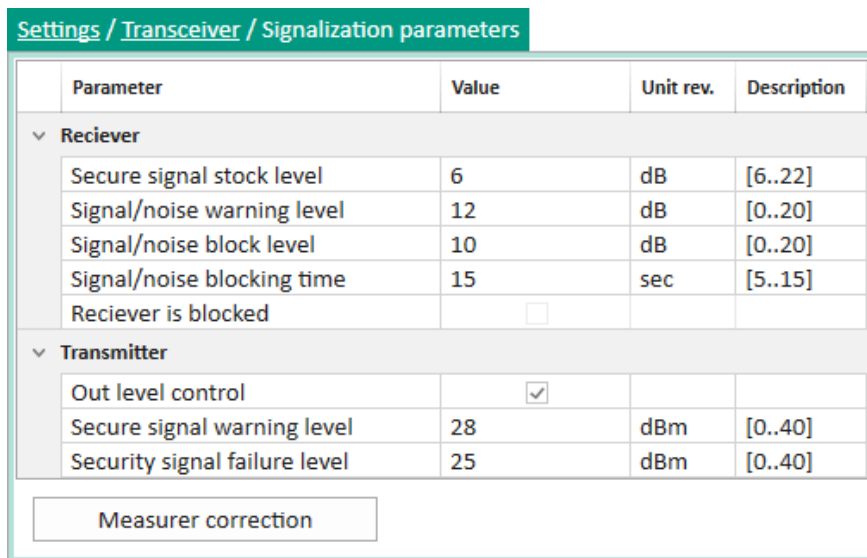 Settings / Transceiver / Signalization parameters
Parameter Value Unit rev. Description
Reciever
Secure signal stock level 6 dB [6..22]
Signal/noise warning level 12 dB [0..20]
Signal/noise block level 10 dB [0..20]
Signal/noise blocking time 15 sec [5..15]
Reciever is blocked
Transmitter
Out level control
Secure signal warning level 28 dBm [0..40]
Security signal failure level 25 dBm [0..40]
Measurer correction